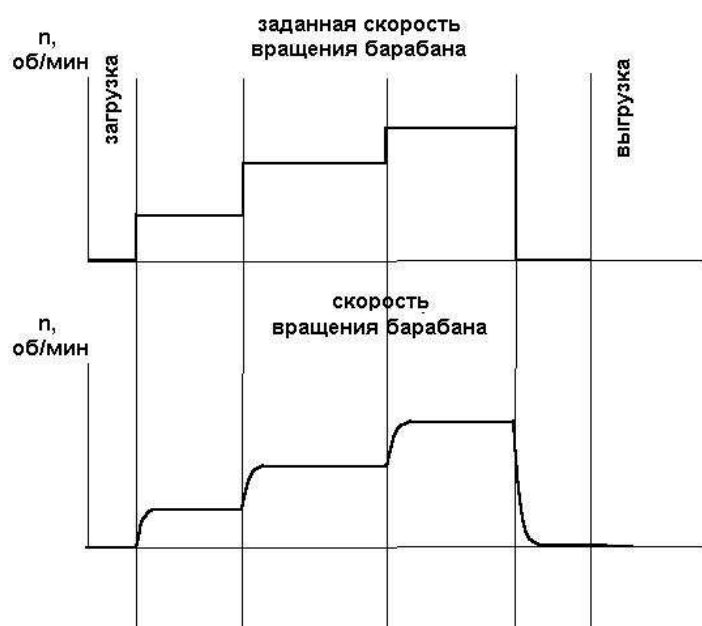 заданная скорость
вращения барабана
n,
об/мин
загрузка
выгрузка
скорость
вращения барабана
n,
об/мин